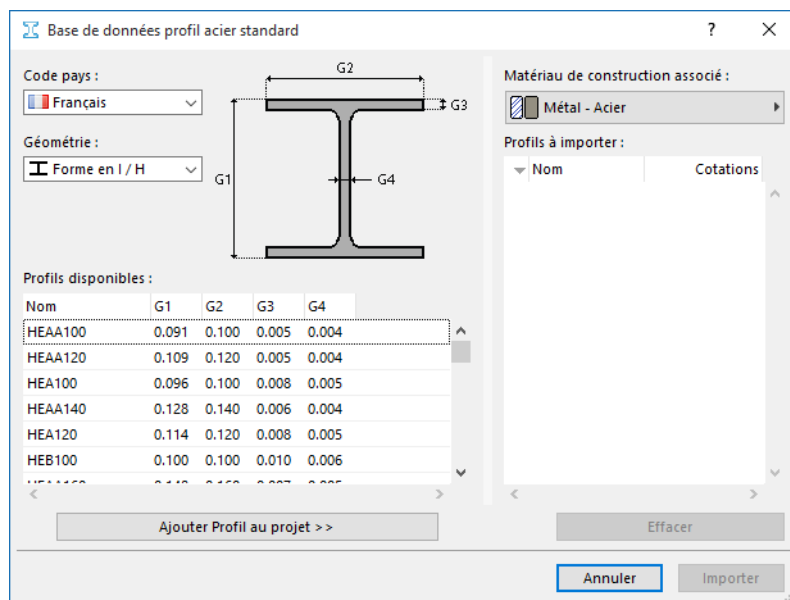 Base de données profil acier standard
?
Code pays :
Français
Géométrie :
Forme en I / H
G2
G3
G1
G4
Matériau de construction associé :
Métal - Acier
Profils à importer :
Nom Cotations
Profils disponibles :
Nom G1 G2 G3 G4
HEAA100 0.091 0.100 0.005 0.004
HEAA120 0.109 0.120 0.005 0.004
HEA100 0.096 0.100 0.008 0.005
HEAA140 0.128 0.140 0.006 0.004
HEA120 0.114 0.120 0.008 0.005
HEB100 0.100 0.100 0.010 0.006
Ajouter Profil au projet >>
Effacer
Annuler
Importer